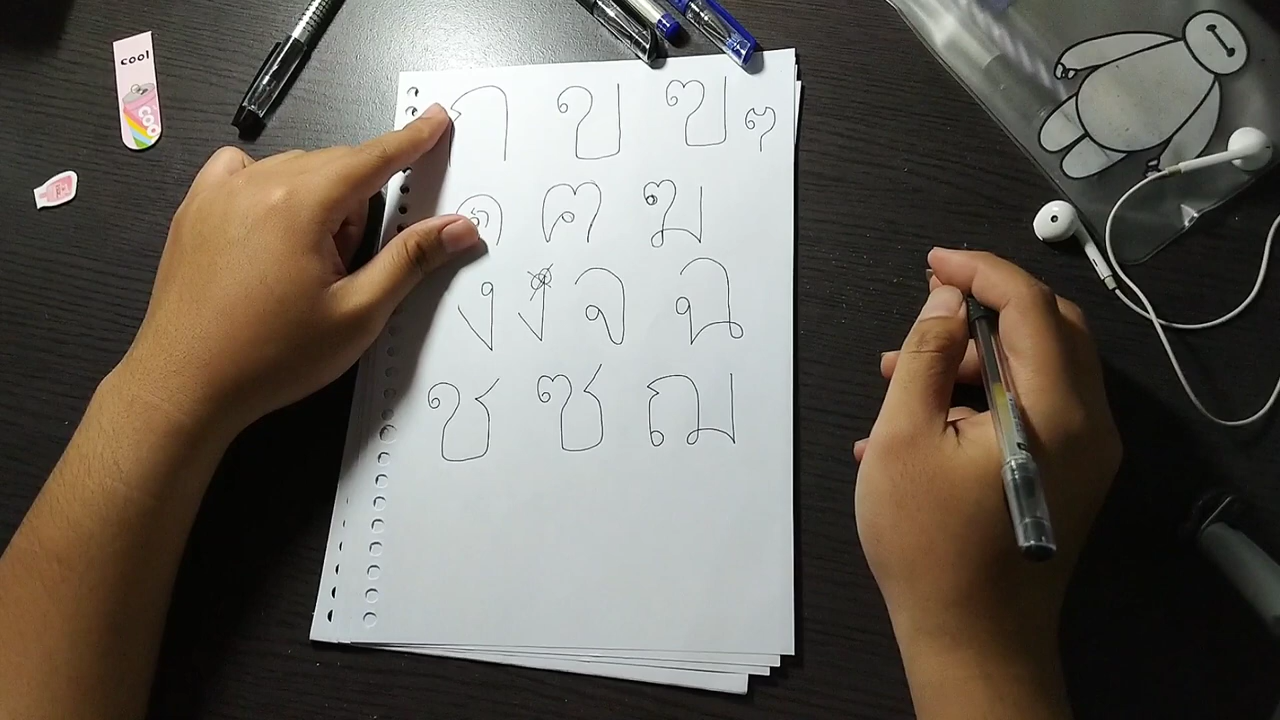 cool
ก ข ฃ
ค ฅ ฆ
ง จ ฉ
ช ซ ฌ